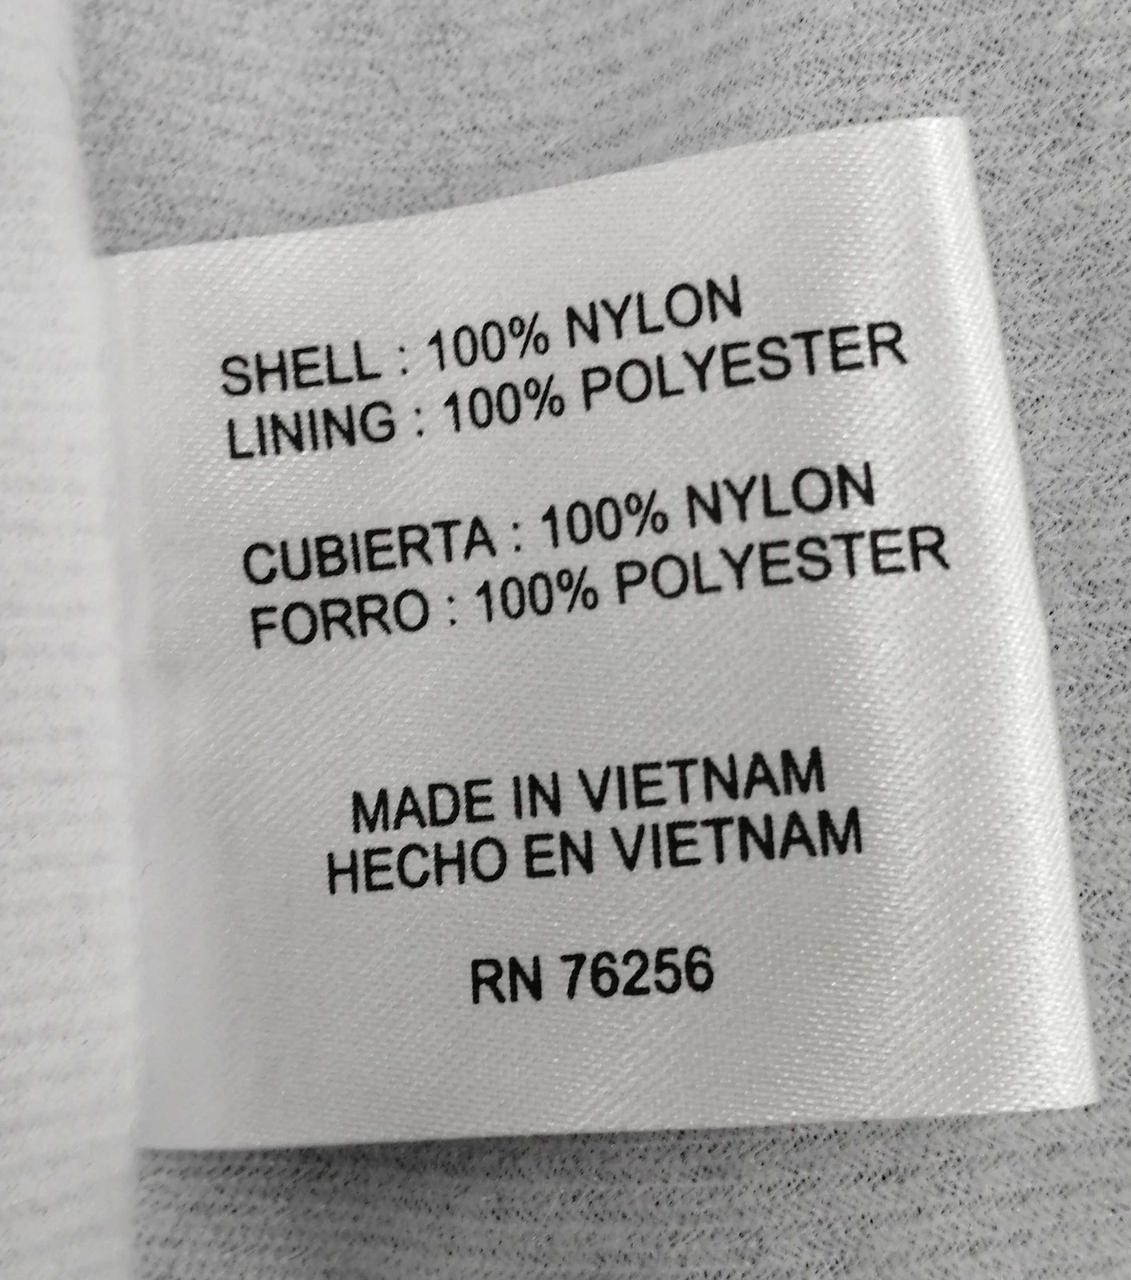 SHELL : 100% NYLON
LINING : 100% POLYESTER
CUBIERTA : 100% NYLON
FORRO : 100% POLYESTER
MADE IN VIETNAM
HECHO EN VIETNAM
RN 76256